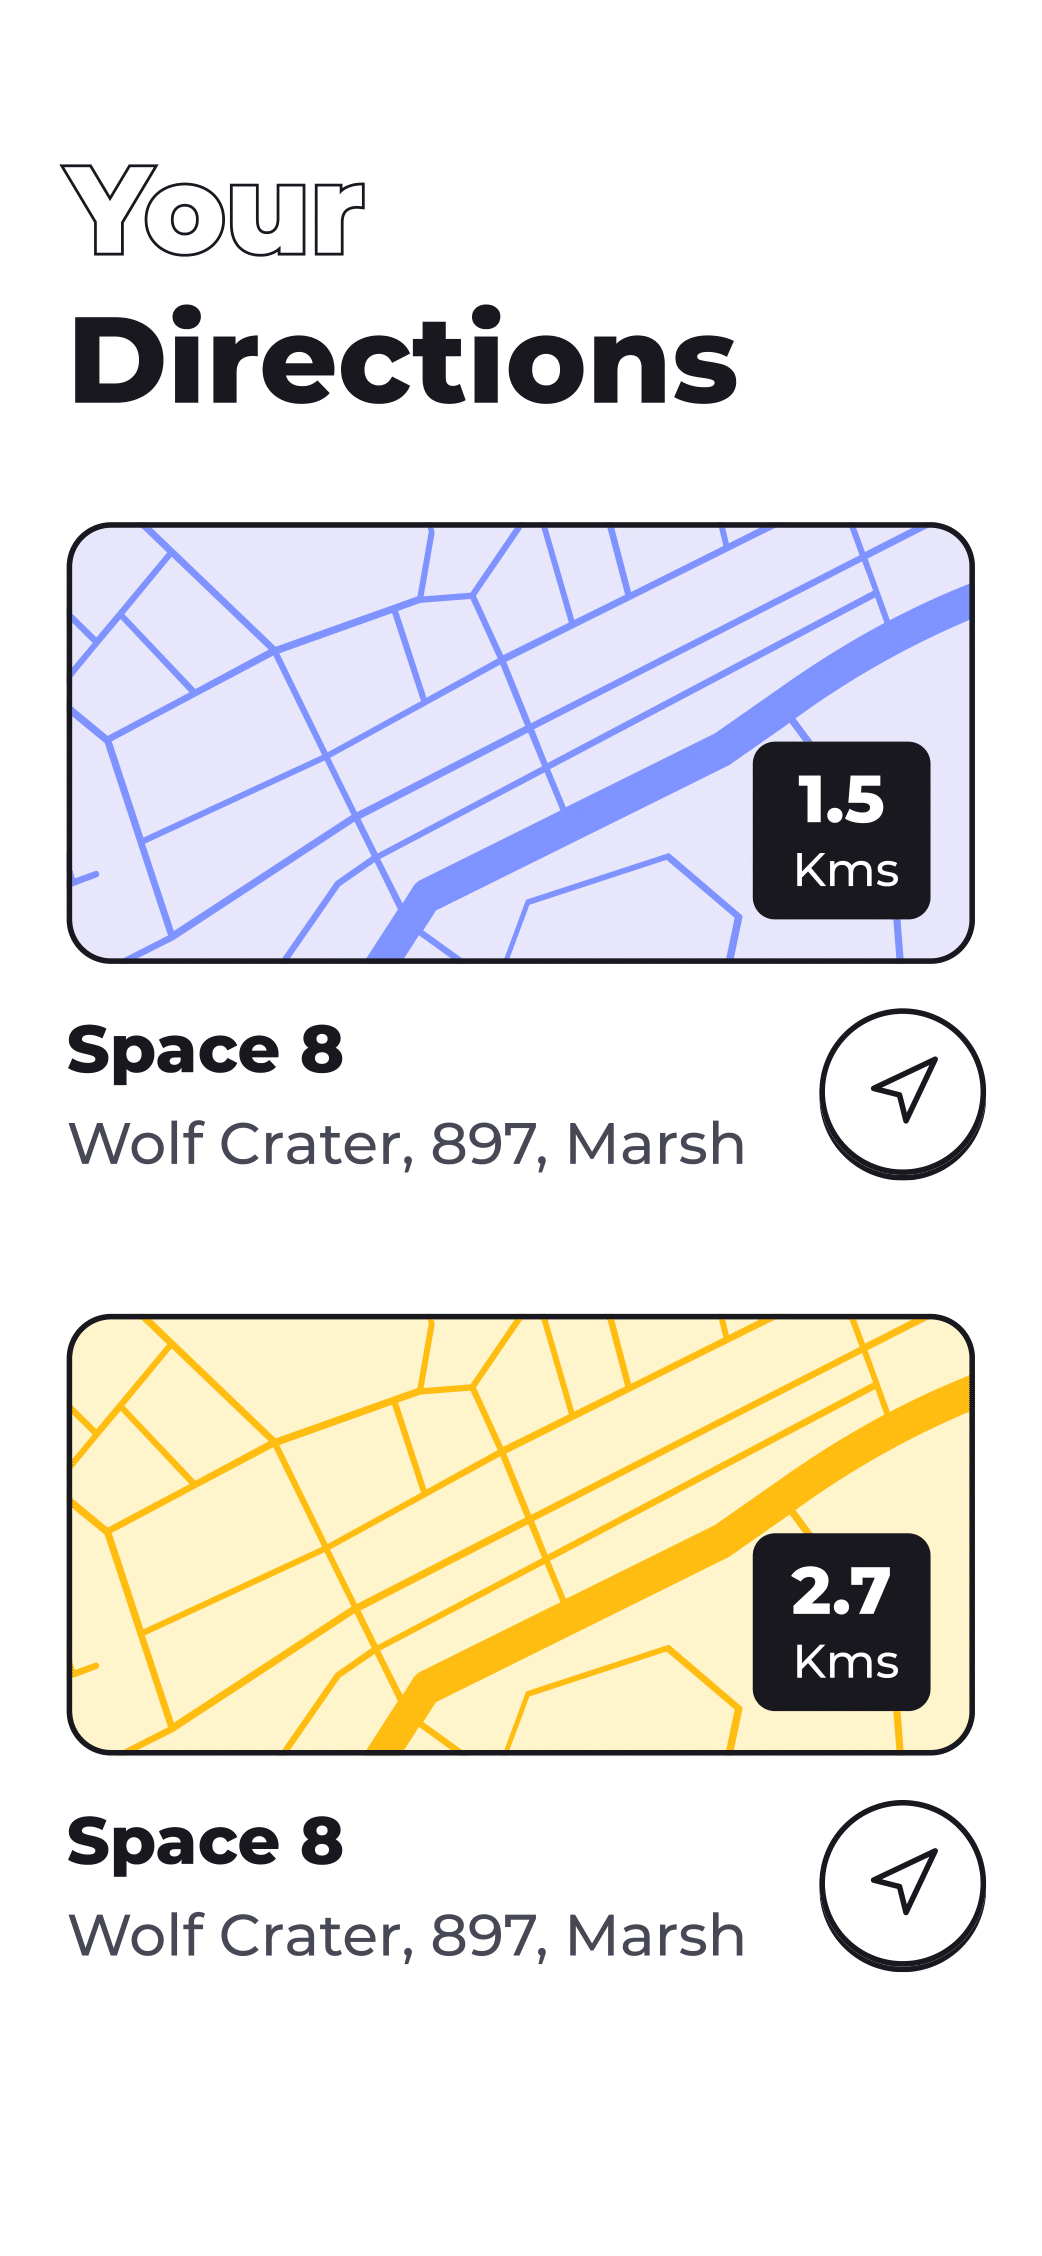 Your
Directions
1.5
Kms
Space 8
Wolf Crater, 897, Marsh
2.7
Kms
Space 8
Wolf Crater, 897, Marsh